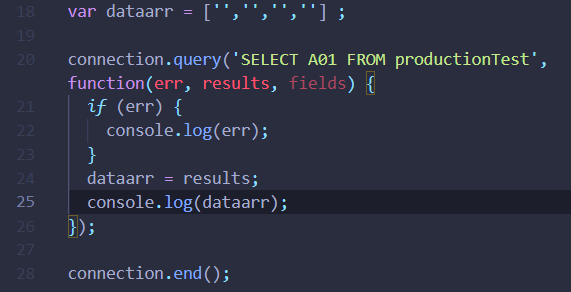 18 var dataarr = ['','','',''] ;
19
20 connection.query('SELECT A01 FROM productionTest',
function(err, results, fields) {
21 if (err) {
22 console.log(err);
23 }
24 dataarr = results;
25 console.log(dataarr);
26 });
27
28 connection.end();